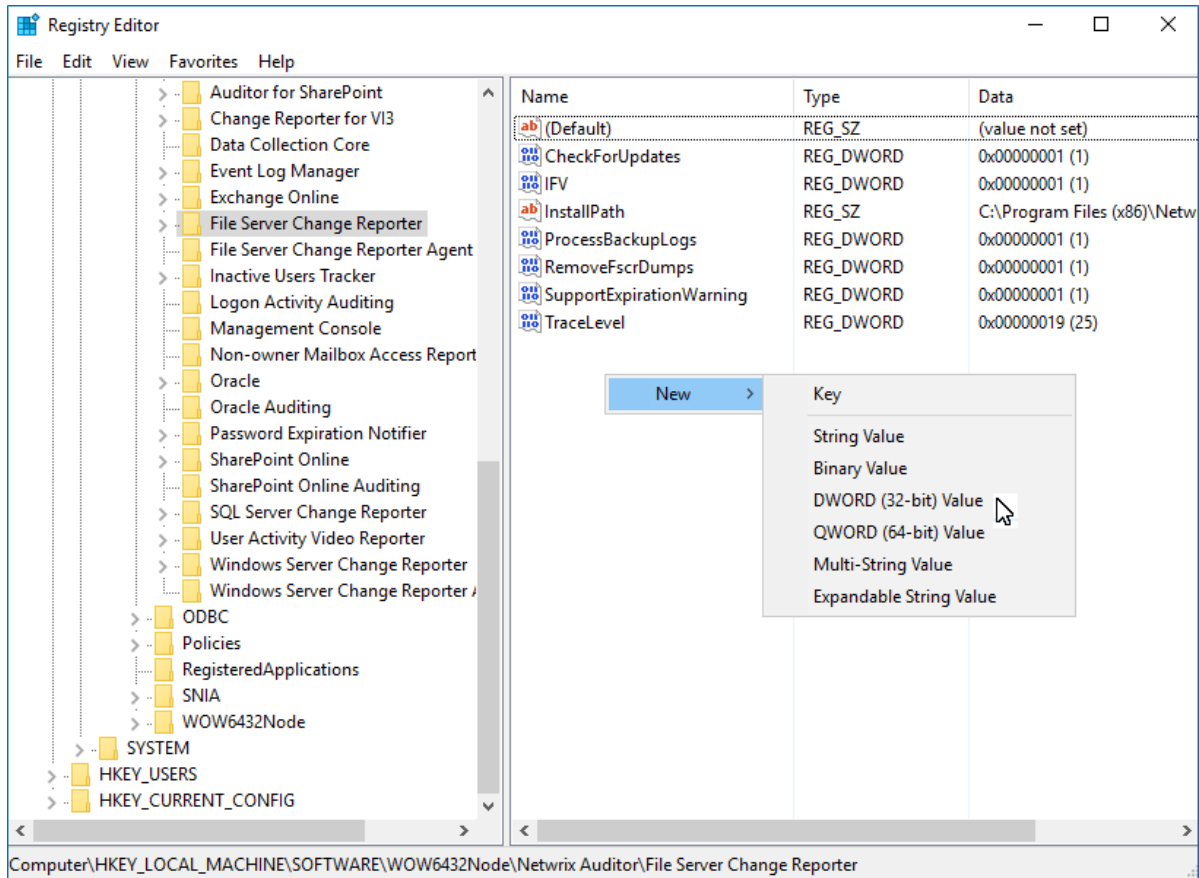 Registry Editor
File Edit View Favorites Help
Auditor for SharePoint
Change Reporter for VI3
Data Collection Core
Event Log Manager
Exchange Online
File Server Change Reporter
File Server Change Reporter Agent
Inactive Users Tracker
Logon Activity Auditing
Management Console
Non-owner Mailbox Access Report
Oracle
Oracle Auditing
Password Expiration Notifier
SharePoint Online
SharePoint Online Auditing
SQL Server Change Reporter
User Activity Video Reporter
Windows Server Change Reporter
Windows Server Change Reporter A
ODBC
Policies
RegisteredApplications
SNIA
WOW6432Node
SYSTEM
HKEY_USERS
HKEY_CURRENT_CONFIG
Name Type Data
(Default) REG_SZ (value not set)
CheckForUpdates REG_DWORD 0x00000001 (1)
IFV REG_DWORD 0x00000001 (1)
InstallPath REG_SZ C:\Program Files (x86)\Netw
ProcessBackupLogs REG_DWORD 0x00000001 (1)
RemoveFscrDumps REG_DWORD 0x00000001 (1)
SupportExpirationWarning REG_DWORD 0x00000001 (1)
TraceLevel REG_DWORD 0x00000019 (25)
New
Key
String Value
Binary Value
DWORD (32-bit) Value
QWORD (64-bit) Value
Multi-String Value
Expandable String Value
Computer\HKEY_LOCAL_MACHINE\SOFTWARE\WOW6432Node\Netwrix Auditor\File Server Change Reporter